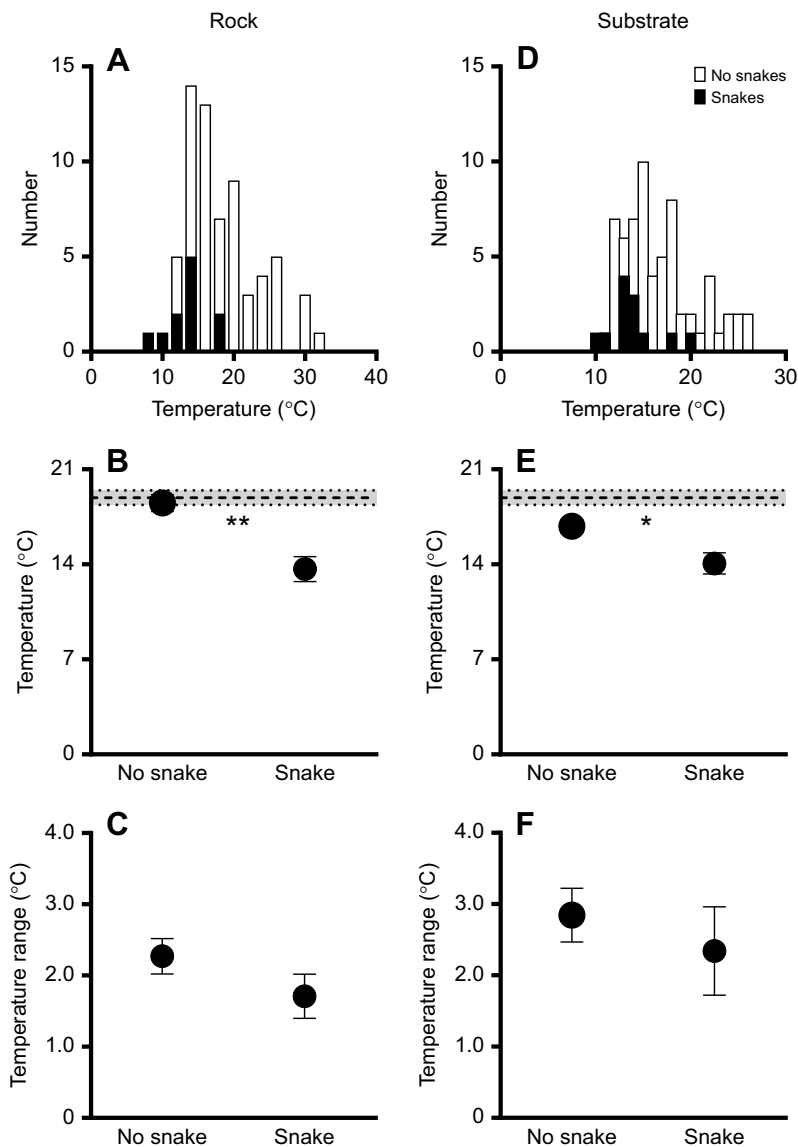 Rock
Substrate
A
15
10
5
0
Number
0 10 20 30 40
Temperature (°C)
D
No snakes
Snakes
15
10
5
0
Number
0 10 20 30
Temperature (°C)
B
21
14
7
0
Temperature (°C)
**
No snake Snake
E
21
14
7
0
Temperature (°C)
*
No snake Snake
C
4.0
3.0
2.0
1.0
0
Temperature range (°C)
No snake Snake
F
4.0
3.0
2.0
1.0
0
Temperature range (°C)
No snake Snake